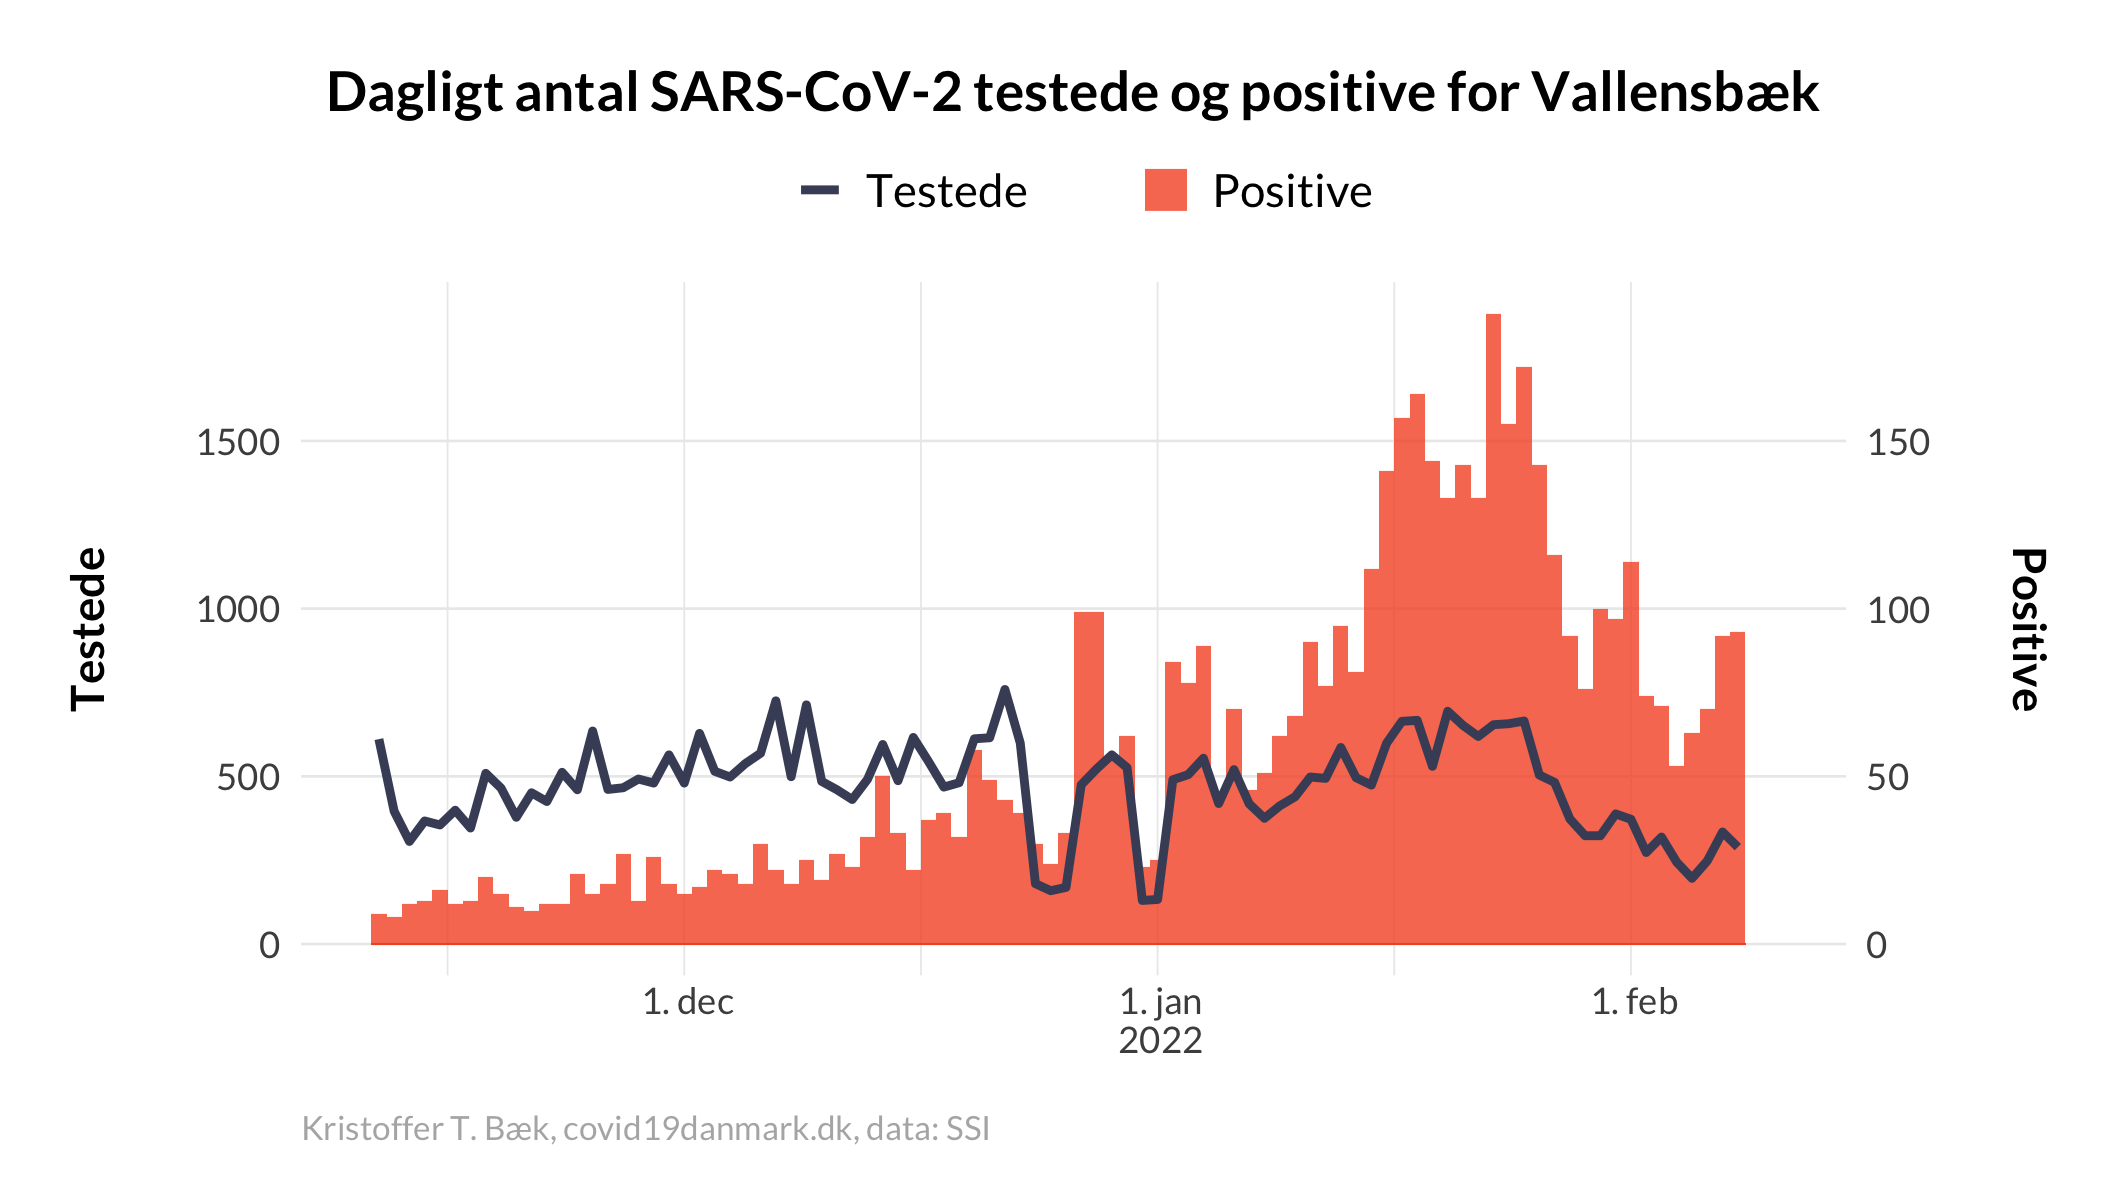 Dagligt antal SARS-CoV-2 testede og positive for Vallensbæk
Testede
Positive
1500
1000
500
0
150
100
50
0
Testede
Positive
1. dec
1. jan
2022
1. feb
Kristoffer T. Bæk, covid19danmark.dk, data: SSI